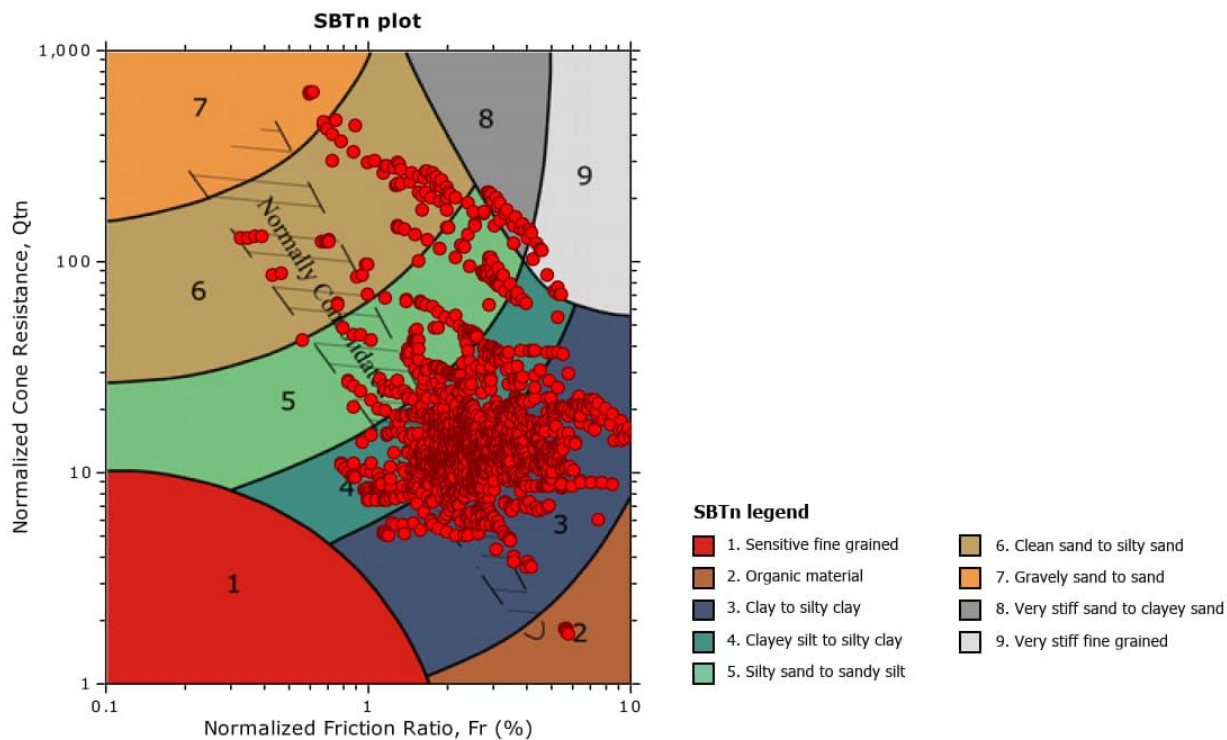 SBTn plot
1,000
100
10
1
Normalized Cone Resistance, Qtn
7
8
9
6
Normally Consolidated
5
4
3
1
2
0.1
1
10
Normalized Friction Ratio, Fr (%)
SBTn legend
1. Sensitive fine grained
2. Organic material
3. Clay to silty clay
4. Clayey silt to silty clay
5. Silty sand to sandy silt
6. Clean sand to silty sand
7. Gravely sand to sand
8. Very stiff sand to clayey sand
9. Very stiff fine grained